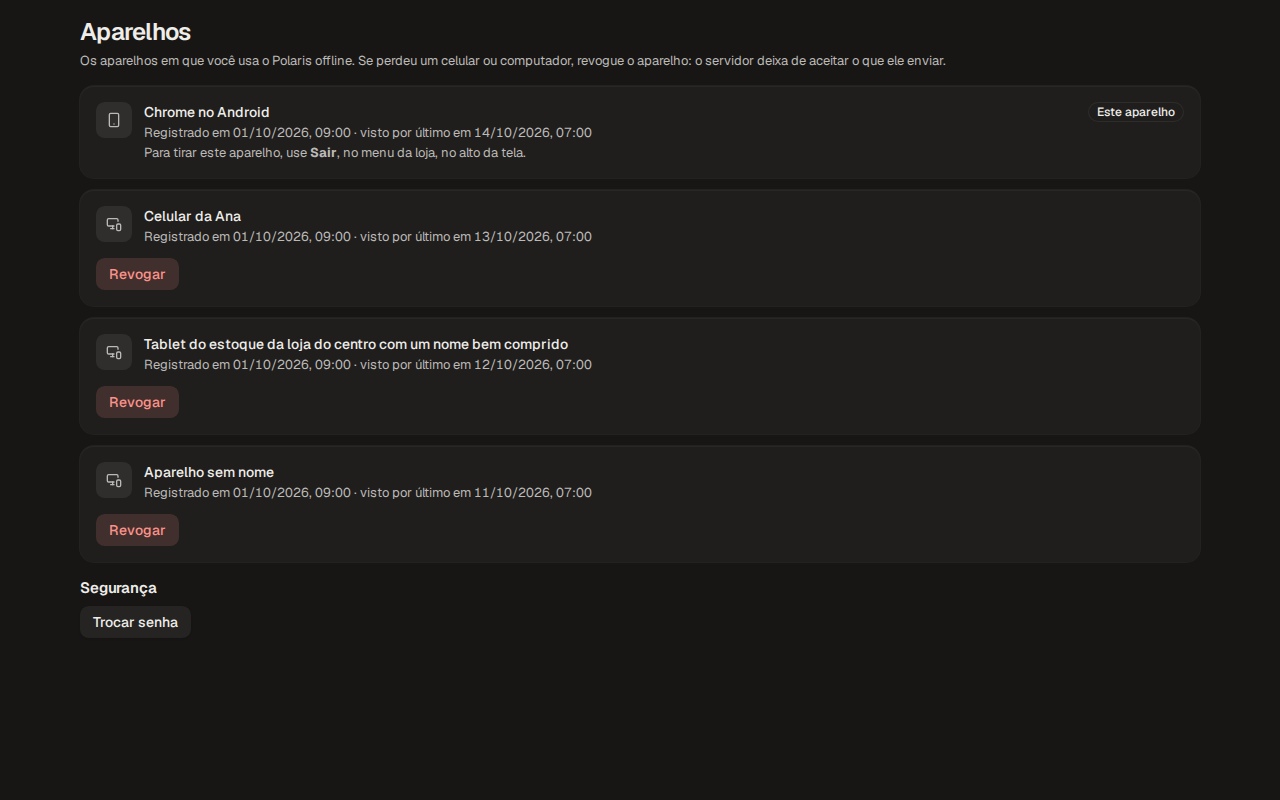 Aparelhos
Os aparelhos em que você usa o Polaris offline. Se perdeu um celular ou computador, revogue o aparelho: o servidor deixa de aceitar o que ele enviar.
Chrome no Android
Este aparelho
Registrado em 01/10/2026, 09:00 · visto por último em 14/10/2026, 07:00
Para tirar este aparelho, use Sair, no menu da loja, no alto da tela.
Celular da Ana
Registrado em 01/10/2026, 09:00 · visto por último em 13/10/2026, 07:00
Revogar
Tablet do estoque da loja do centro com um nome bem comprido
Registrado em 01/10/2026, 09:00 · visto por último em 12/10/2026, 07:00
Revogar
Aparelho sem nome
Registrado em 01/10/2026, 09:00 · visto por último em 11/10/2026, 07:00
Revogar
Segurança
Trocar senha